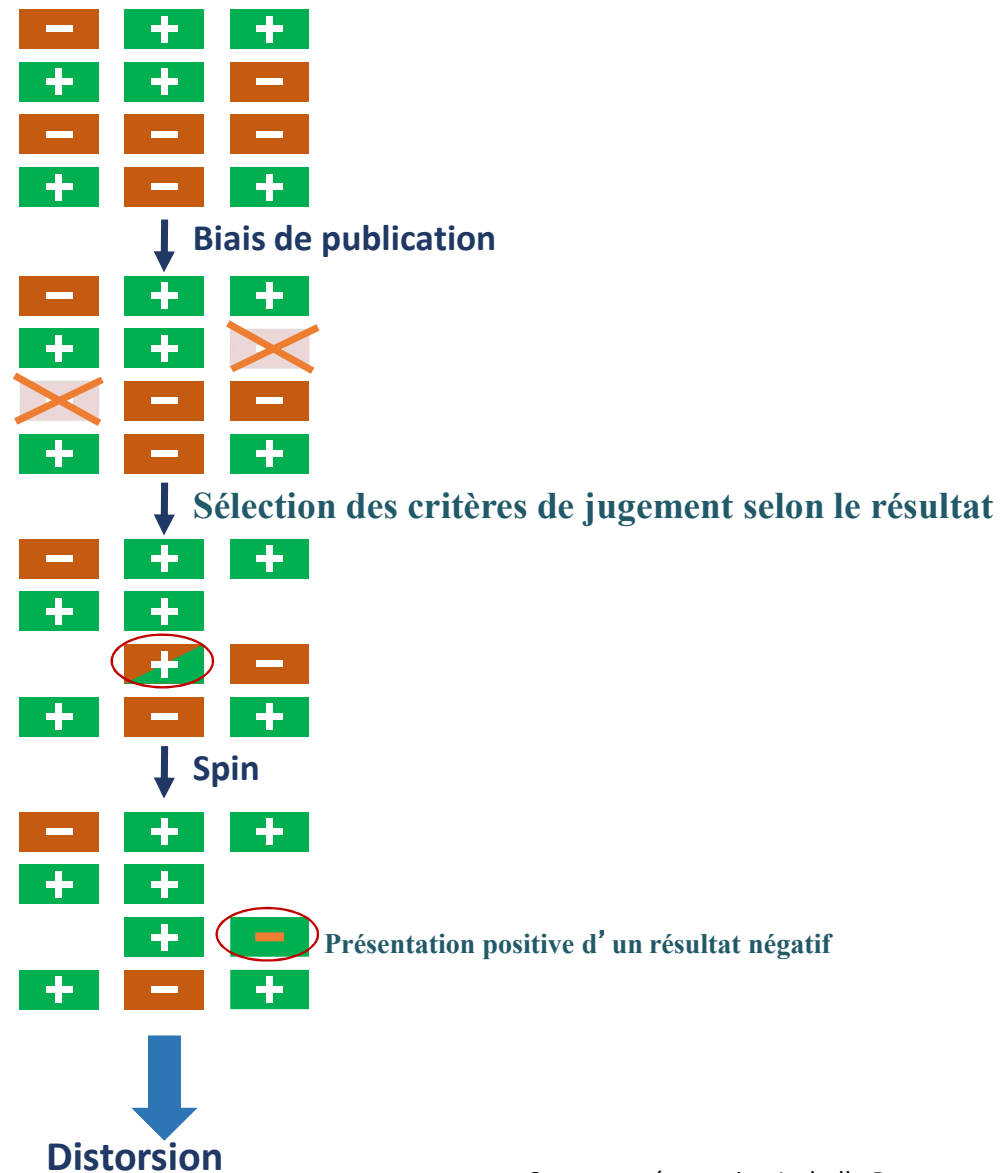 − + +
+ + −
− − −
+ − +
Biais de publication
− + +
+ +
− −
+ − +
Sélection des critères de jugement selon le résultat
− + +
+ +
+ −
+ − +
Spin
− + +
+ +
+ − Présentation positive d’ un résultat négatif
+ − +
Distorsion